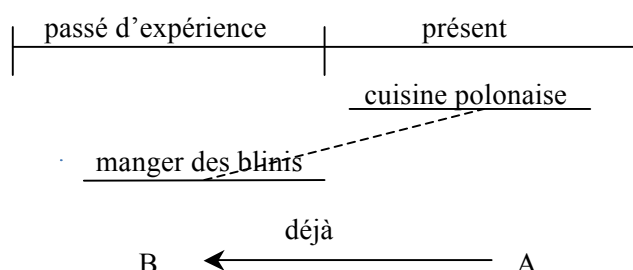 passé d'expérience présent
cuisine polonaise
manger des blinis
déjà
B A